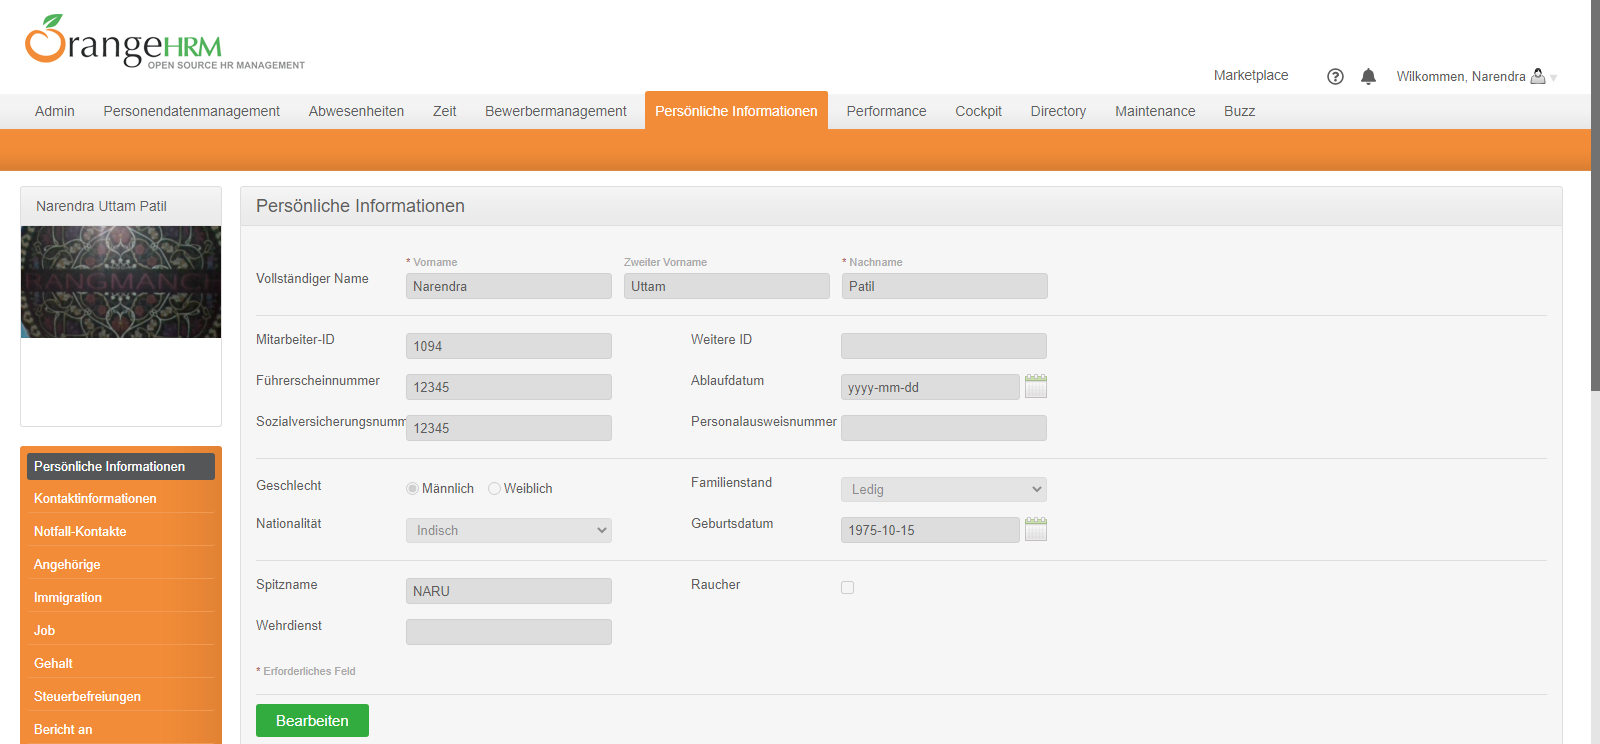 OrangeHRM
OPEN SOURCE HR MANAGEMENT
Marketplace
Wilkommen, Narendra
Admin Personendatenmanagement Abwesenheiten Zeit Bewerbermanagement Persönliche Informationen Performance Cockpit Directory Maintenance Buzz
Narendra Uttam Patil
RANGMANCH
Persönliche Informationen
Kontaktinformationen
Notfall-Kontakte
Angehörige
Immigration
Job
Gehalt
Steuerbefreiungen
Bericht an
Persönliche Informationen
* Vorname Zweiter Vorname * Nachname
Vollständiger Name Narendra Uttam Patil
Mitarbeiter-ID 1094 Weitere ID
Führerscheinnummer 12345 Ablaufdatum yyyy-mm-dd
Sozialversicherungsnumm 12345 Personalausweisnummer
Geschlecht Männlich Weiblich Familienstand Ledig
Nationalität Indisch Geburtsdatum 1975-10-15
Spitzname NARU Raucher
Wehrdienst
* Erforderliches Feld
Bearbeiten